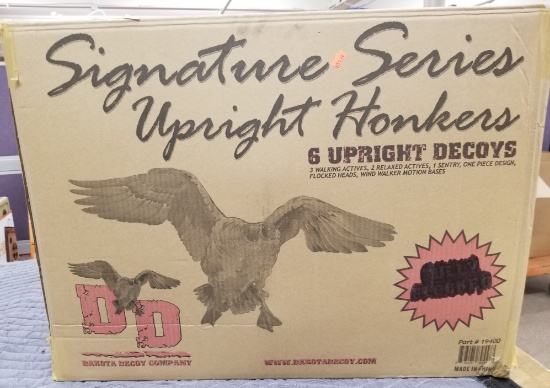 Signature Series
Upright Honkers
6 UPRIGHT DECOYS
3 WALKING ACTIVES, 2 RELAXED ACTIVES, 1 SENTRY, ONE PIECE DESIGN,
FLOCKED HEADS, WIND WALKER MOTION BASES
DD
DAKOTA DECOY COMPANY
WWW.DAKOTADECOY.COM
Part # 19400
MADE IN